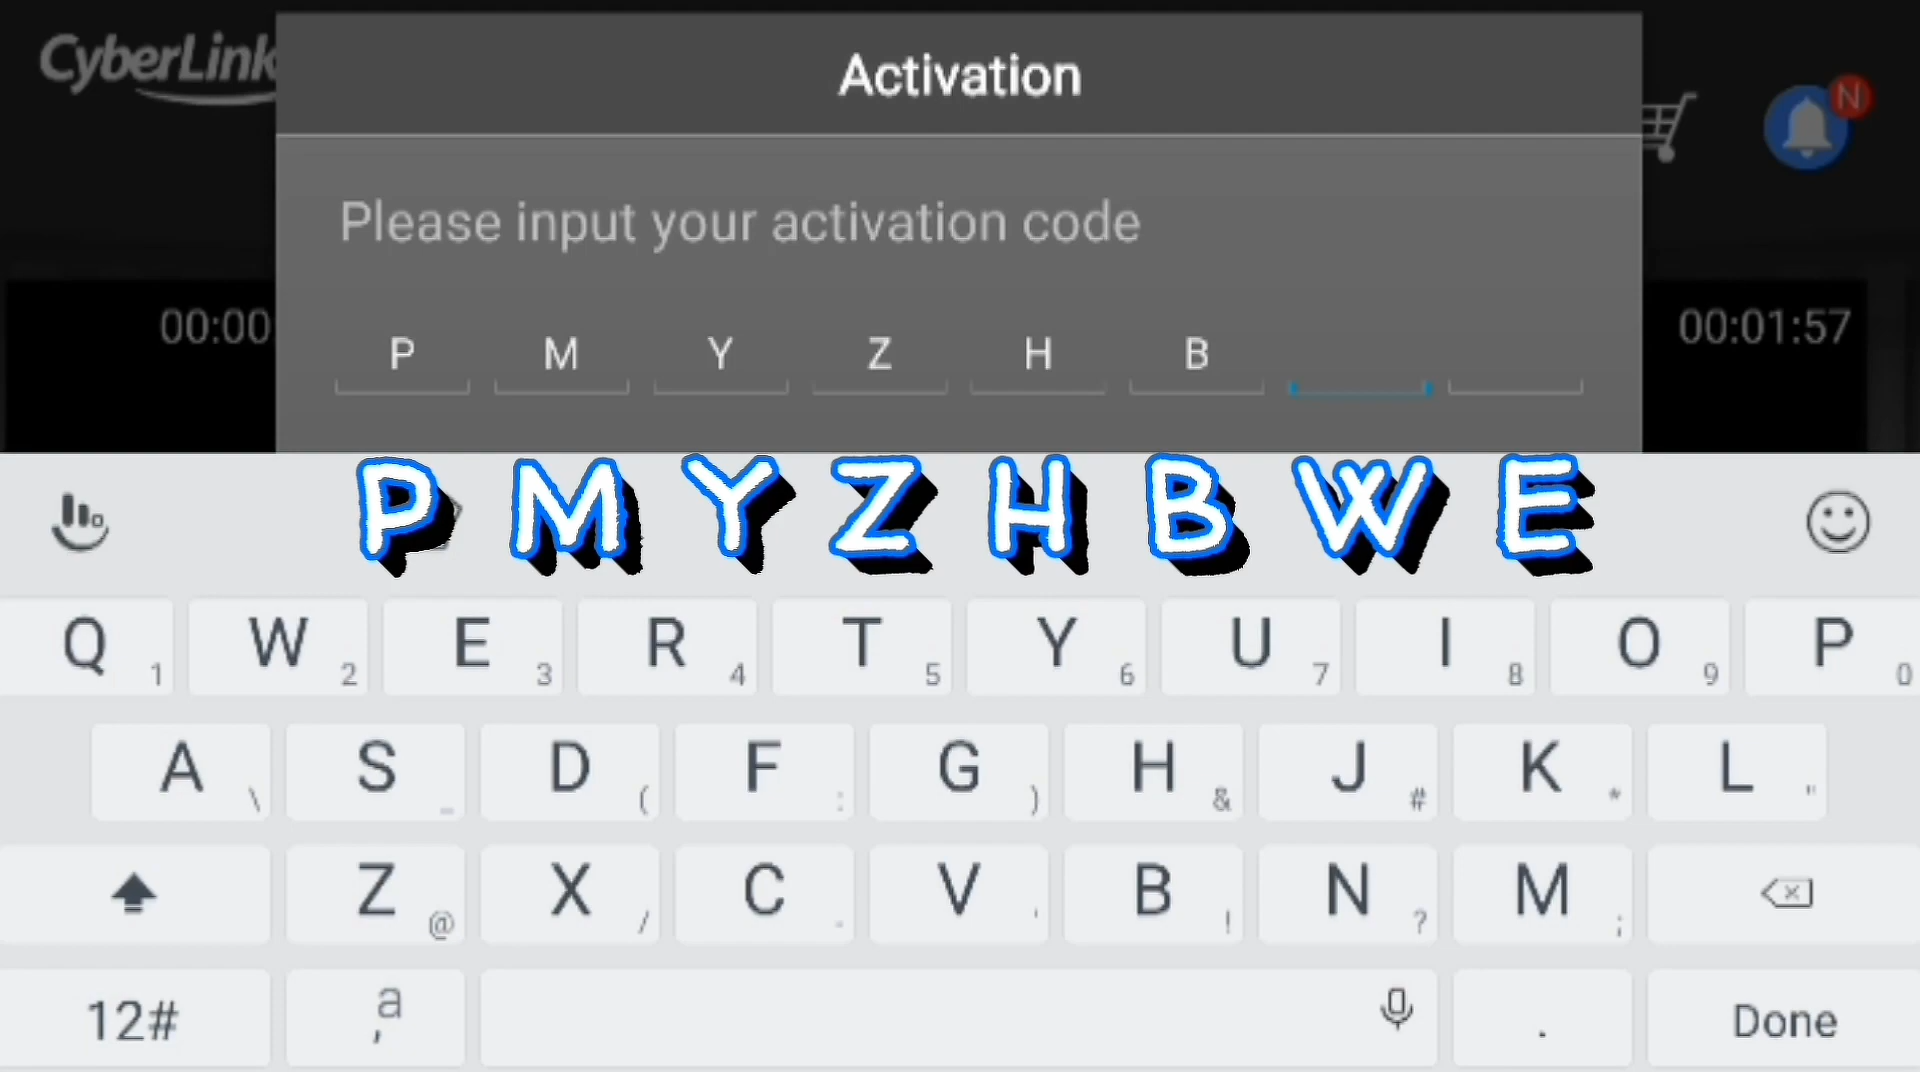 CyberLink
Activation
N
Please input your activation code
00:00
00:01:57
P M Y Z H B
P M Y Z H B W E
Q 1 W 2 E 3 R 4 T 5 Y 6 U 7 I 8 O 9 P 0
A \ S _ D ( F : G ) H & J # K * L "
Z @ X / C - V ' B ! N ? M ;
12# , a . Done